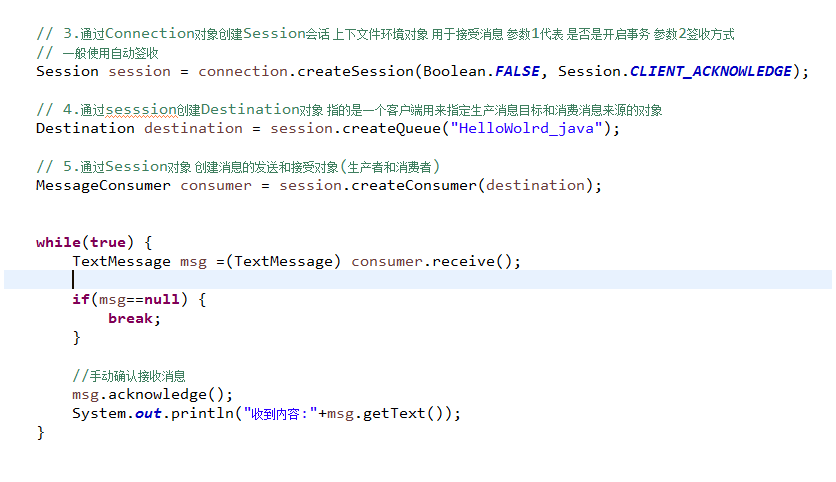 // 3.通过Connection对象创建Session会话 上下文件环境对象 用于接受消息 参数1代表 是否是开启事务 参数2签收方式
// 一般使用自动签收
Session session = connection.createSession(Boolean.FALSE, Session.CLIENT_ACKNOWLEDGE);
// 4.通过sesssion创建Destination对象 指的是一个客户端用来指定生产消息目标和消费消息来源的对象
Destination destination = session.createQueue("HelloWolrd_java");
// 5.通过Session对象 创建消息的发送和接受对象(生产者和消费者)
MessageConsumer consumer = session.createConsumer(destination);
while(true) {
TextMessage msg =(TextMessage) consumer.receive();
if(msg==null) {
break;
}
//手动确认接收消息
msg.acknowledge();
System.out.println("收到内容:"+msg.getText());
}